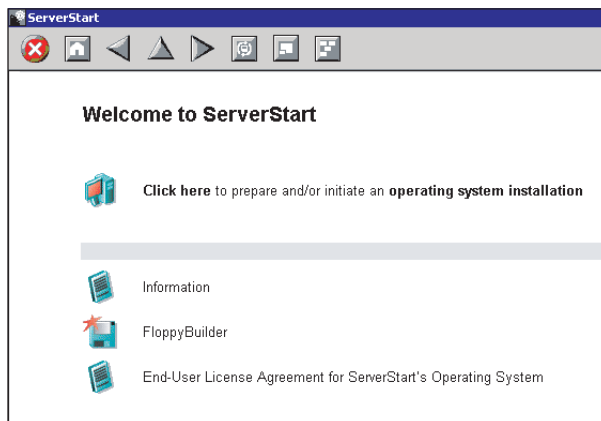 ServerStart
Welcome to ServerStart
Click here to prepare and/or initiate an operating system installation
Information
FloppyBuilder
End-User License Agreement for ServerStart's Operating System